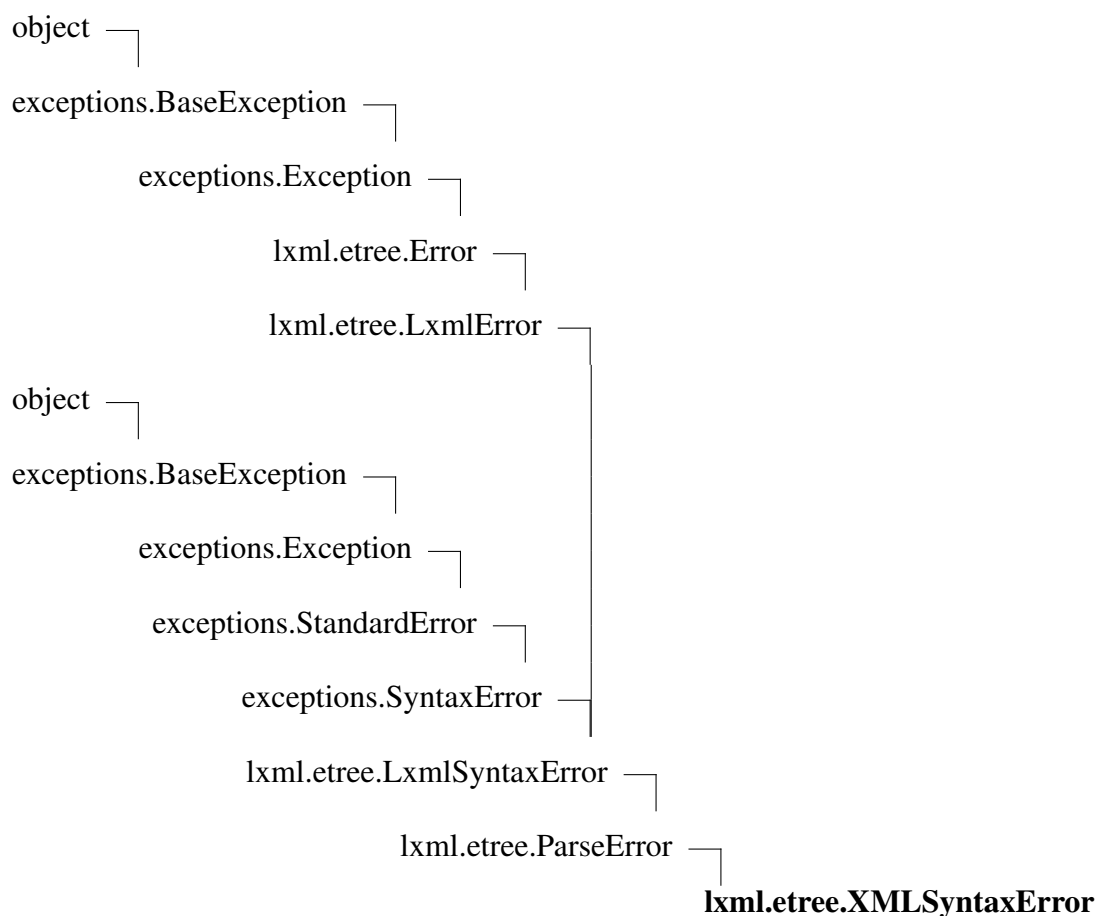 object
exceptions.BaseException
exceptions.Exception
lxml.etree.Error
lxml.etree.LxmlError
object
exceptions.BaseException
exceptions.Exception
exceptions.StandardError
exceptions.SyntaxError
lxml.etree.LxmlSyntaxError
lxml.etree.ParseError
lxml.etree.XMLSyntaxError